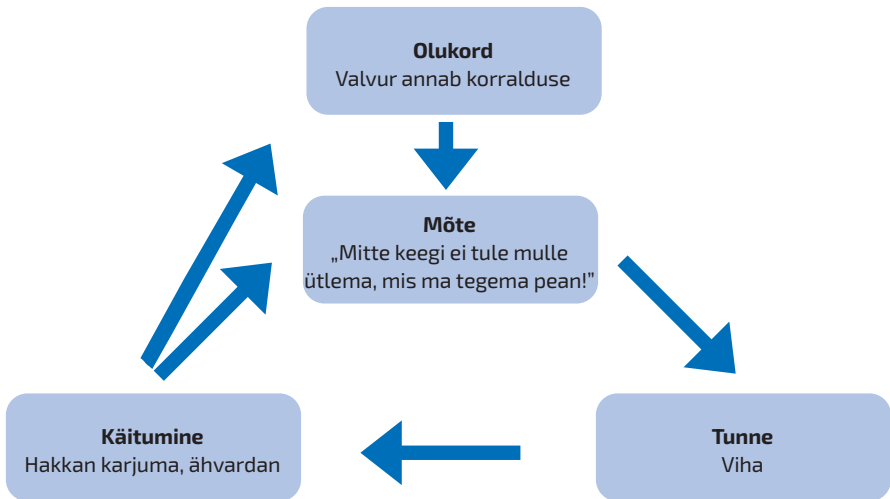 Olukord
Valvur annab korralduse
Mõte
„Mitte keegi ei tule mulle
ütlema, mis ma tegema pean!”
Käitumine
Hakkan karjuma, ähvardan
Tunne
Viha